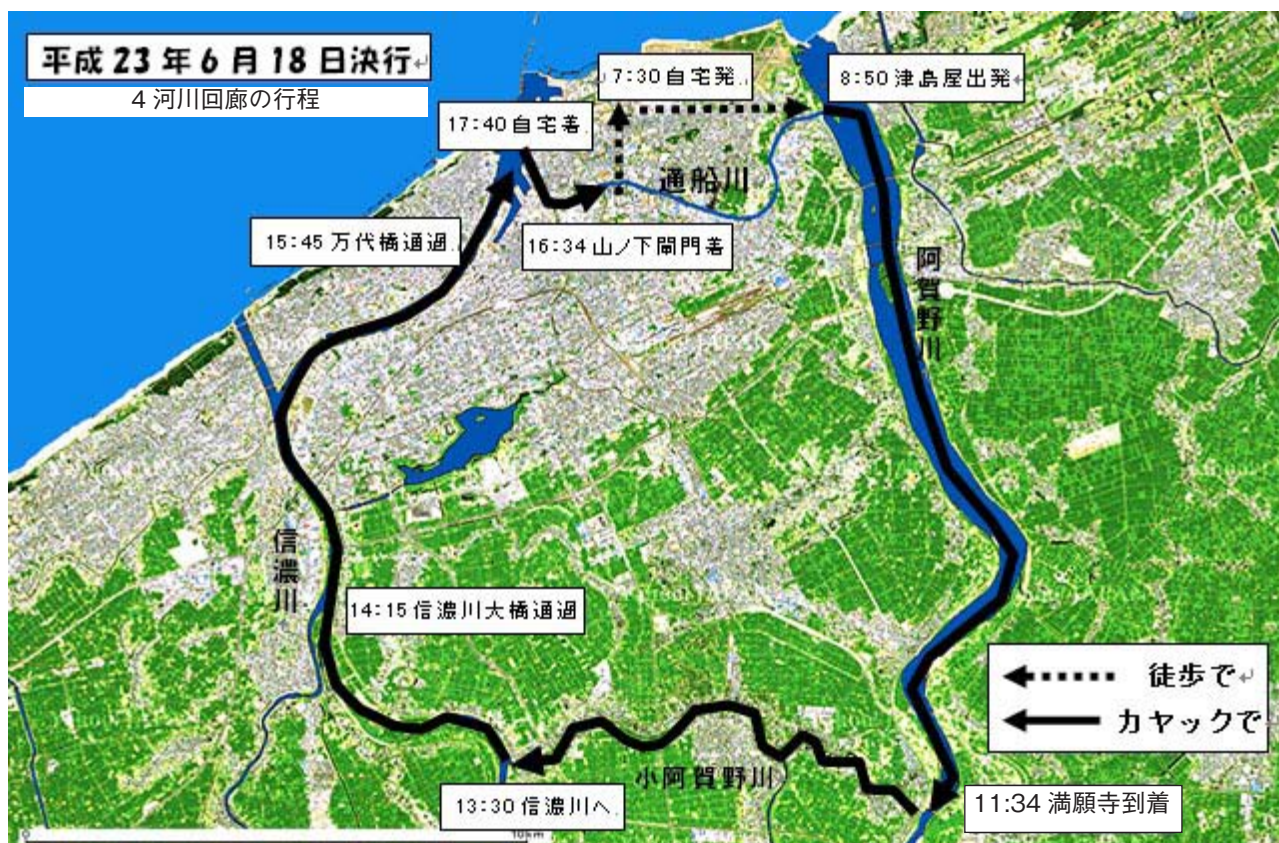 平成23年6月18日決行
4河川回廊の行程
7:30自宅発
8:50津島屋出発
17:40自宅着
通船川
15:45万代橋通過
16:34山ノ下閘門着
阿賀野川
信濃川
14:15信濃川大橋通過
徒歩で
カヤックで
小阿賀野川
13:30信濃川へ
11:34満願寺到着
0
10km